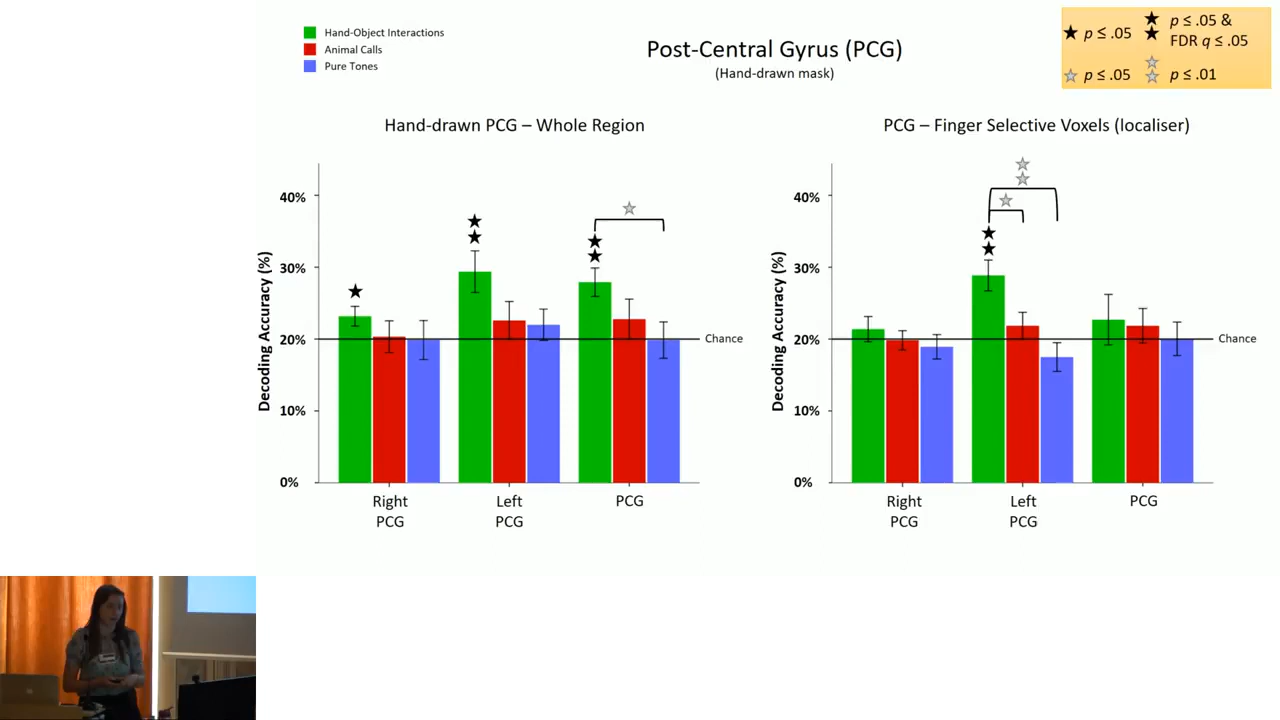 Hand-Object Interactions
Animal Calls
Pure Tones
Post-Central Gyrus (PCG)
(Hand-drawn mask)
p ≤ .05
p ≤ .05 &
FDR q ≤ .05
p ≤ .05
p ≤ .01
Hand-drawn PCG – Whole Region
Decoding Accuracy (%)
40%
30%
20%
10%
0%
Chance
Right
PCG
Left
PCG
PCG
PCG – Finger Selective Voxels (localiser)
Decoding Accuracy (%)
40%
30%
20%
10%
0%
Chance
Right
PCG
Left
PCG
PCG